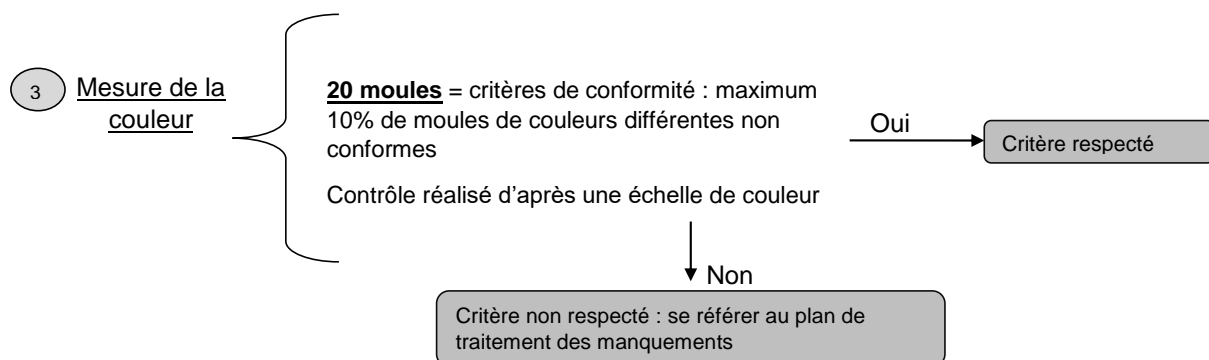 3
Mesure de la
couleur
20 moules = critères de conformité : maximum
10% de moules de couleurs différentes non
conformes
Contrôle réalisé d’après une échelle de couleur
Oui
Critère respecté
Non
Critère non respecté : se référer au plan de
traitement des manquements